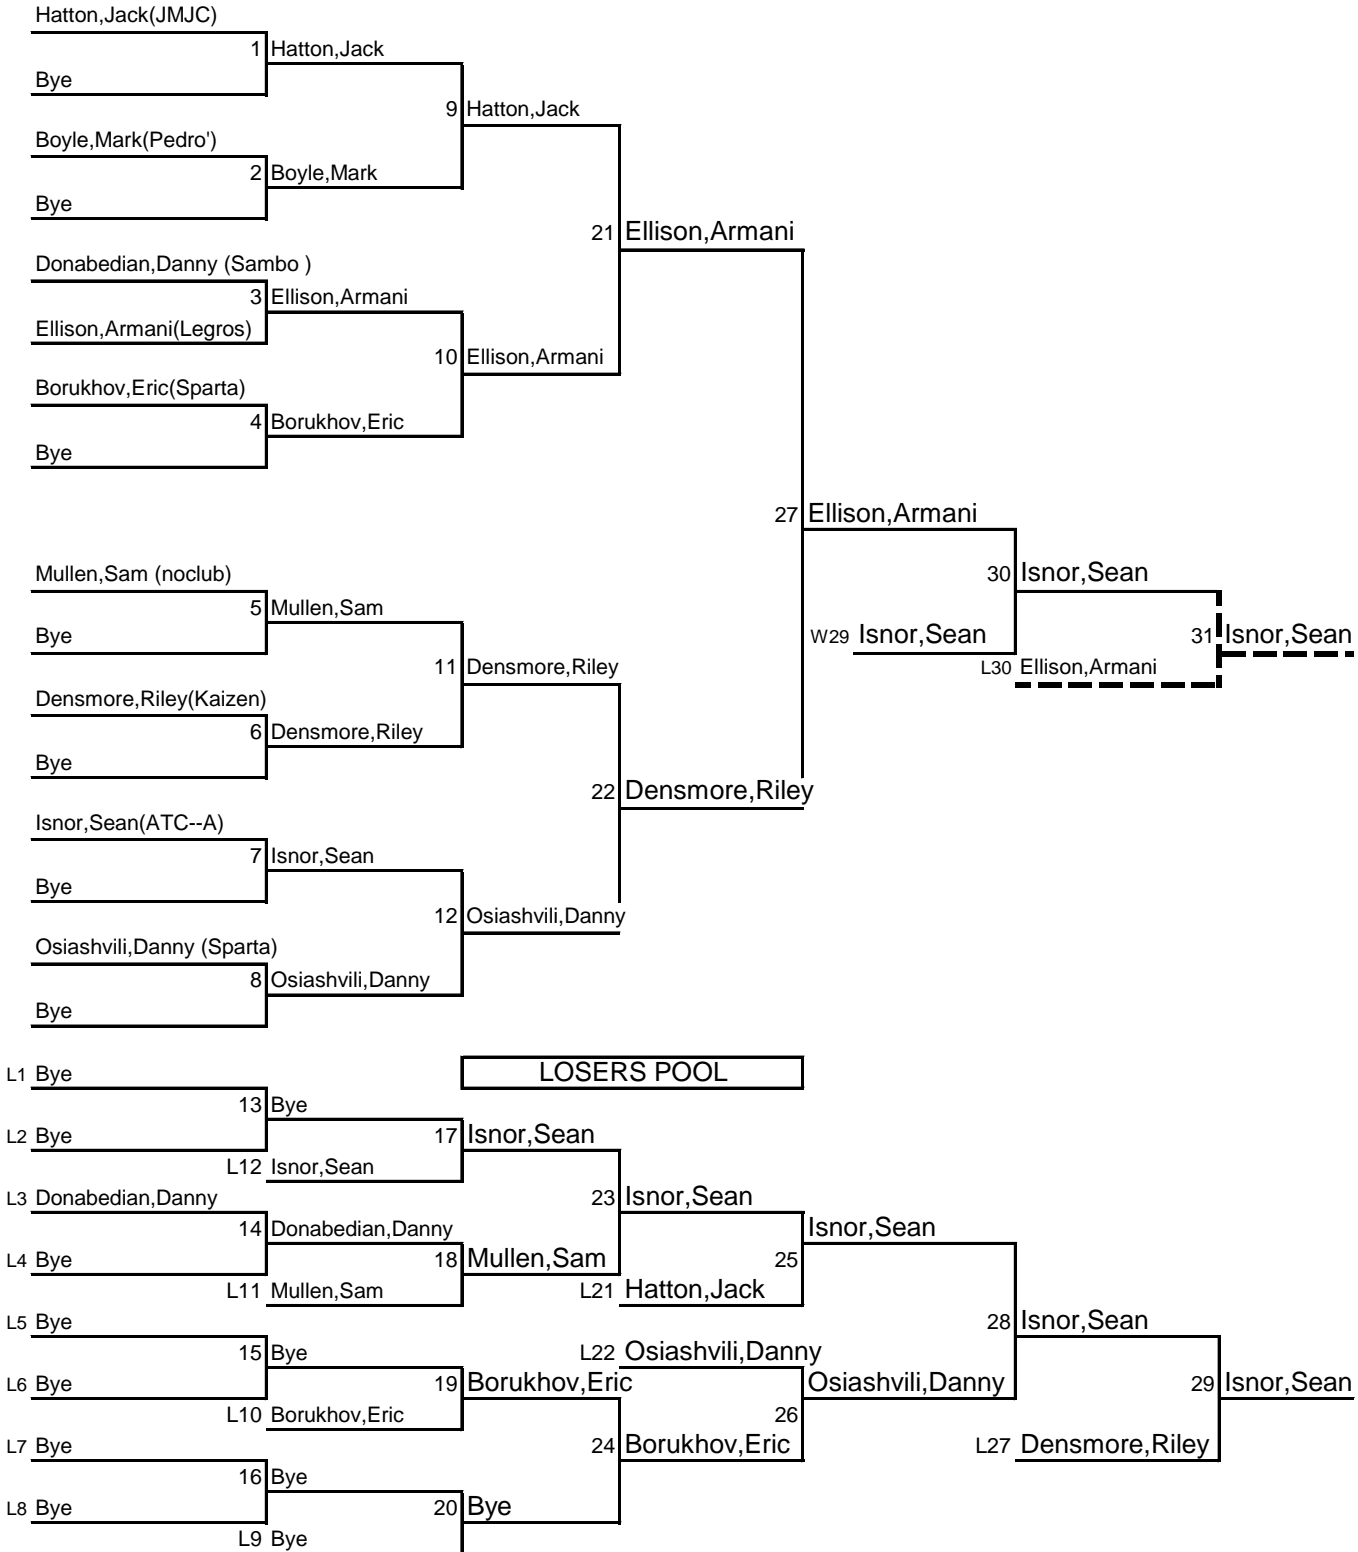 Hatton,Jack(JMJC)
1 Hatton,Jack
Bye
9 Hatton,Jack
Boyle,Mark(Pedro')
2 Boyle,Mark
Bye
21 Ellison,Armani
Donabedian,Danny (Sambo )
3 Ellison,Armani
Ellison,Armani(Legros)
10 Ellison,Armani
Borukhov,Eric(Sparta)
4 Borukhov,Eric
Bye
27 Ellison,Armani
Mullen,Sam (noclub)
30 Isnor,Sean
5 Mullen,Sam
Bye
W29 Isnor,Sean
31 Isnor,Sean
11 Densmore,Riley
L30 Ellison,Armani
Densmore,Riley(Kaizen)
6 Densmore,Riley
Bye
22 Densmore,Riley
Isnor,Sean(ATC--A)
7 Isnor,Sean
Bye
12 Osiashvili,Danny
Osiashvili,Danny (Sparta)
8 Osiashvili,Danny
Bye
L1 Bye
LOSERS POOL
13 Bye
L2 Bye
17 Isnor,Sean
L12 Isnor,Sean
L3 Donabedian,Danny
23 Isnor,Sean
14 Donabedian,Danny
Isnor,Sean
L4 Bye
18 Mullen,Sam
25
L11 Mullen,Sam
L21 Hatton,Jack
L5 Bye
28 Isnor,Sean
15 Bye
L22 Osiashvili,Danny
L6 Bye
19 Borukhov,Eric
Osiashvili,Danny
29 Isnor,Sean
L10 Borukhov,Eric
26
L7 Bye
24 Borukhov,Eric
L27 Densmore,Riley
16 Bye
L8 Bye
20 Bye
L9 Bye